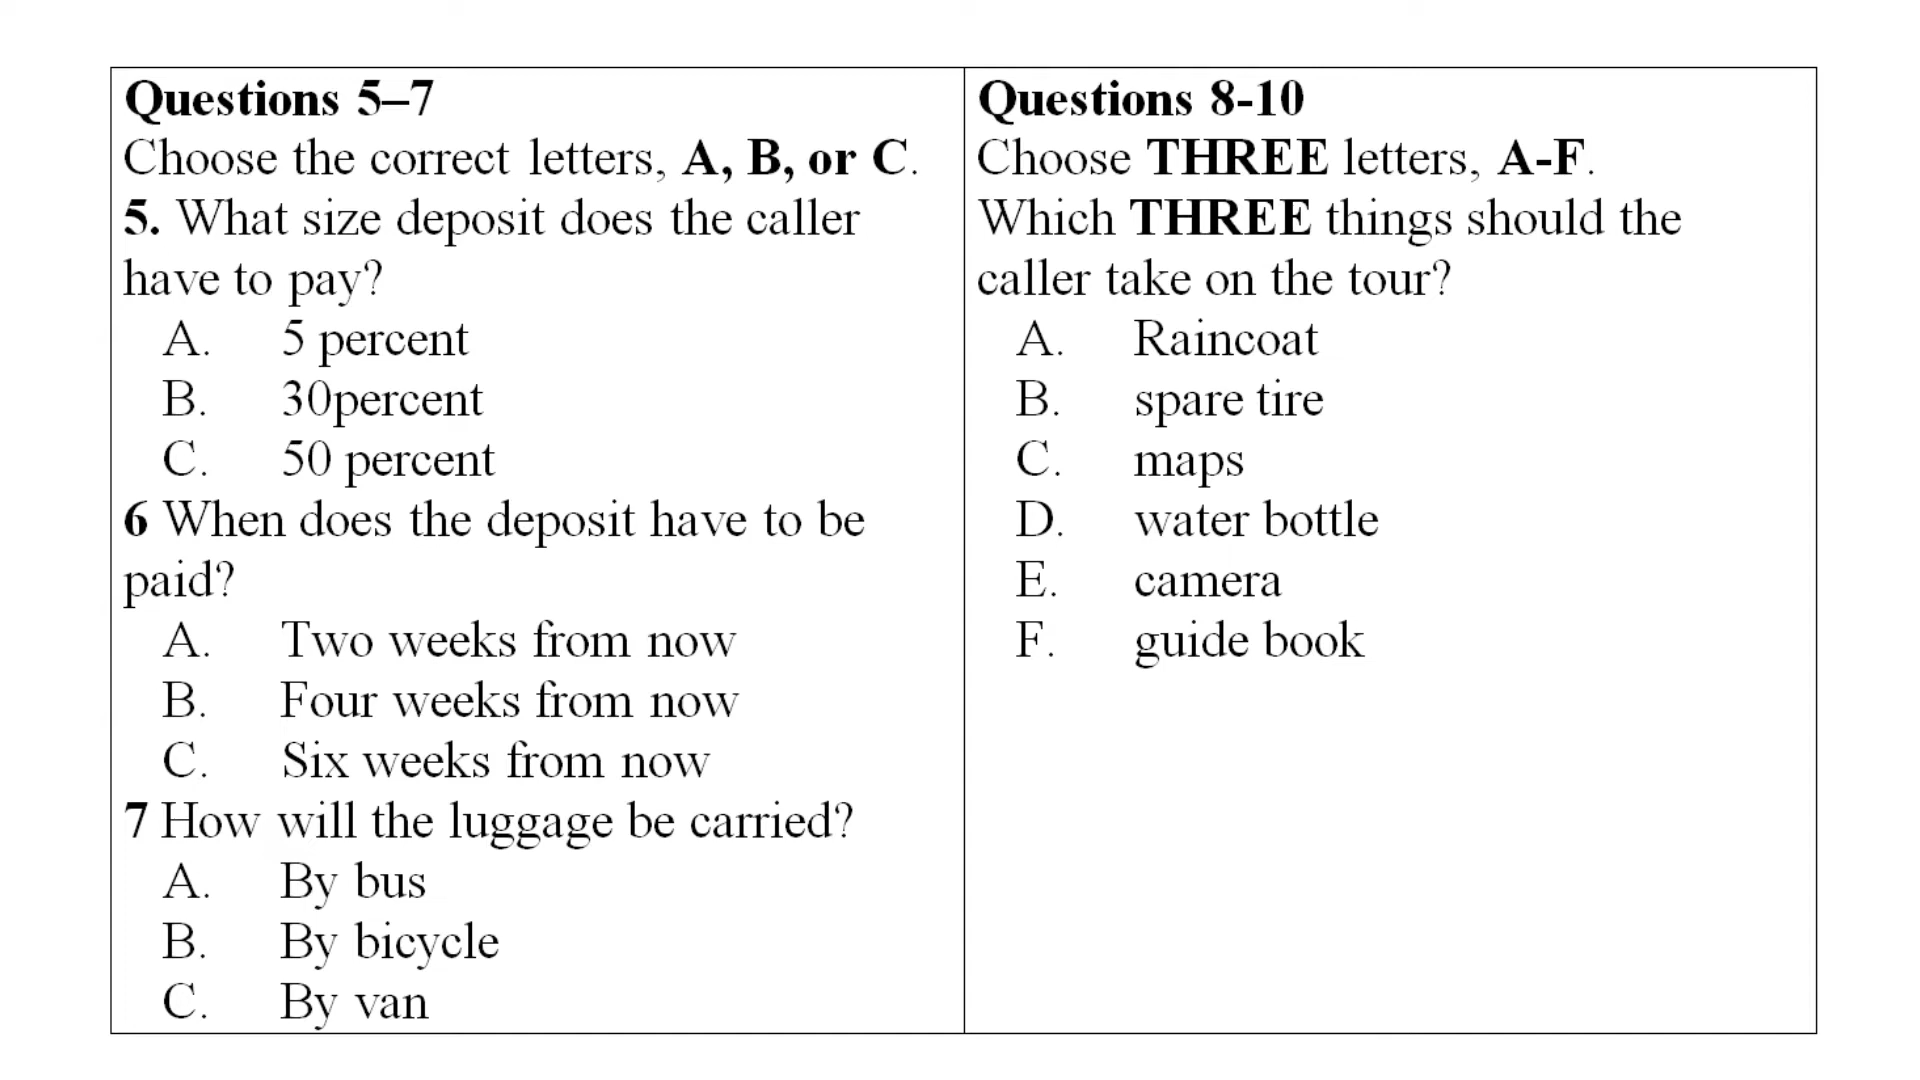 Questions 5–7
Choose the correct letters, A, B, or C.
5. What size deposit does the caller
have to pay?
A. 5 percent
B. 30percent
C. 50 percent
6 When does the deposit have to be
paid?
A. Two weeks from now
B. Four weeks from now
C. Six weeks from now
7 How will the luggage be carried?
A. By bus
B. By bicycle
C. By van
Questions 8-10
Choose THREE letters, A-F.
Which THREE things should the
caller take on the tour?
A. Raincoat
B. spare tire
C. maps
D. water bottle
E. camera
F. guide book